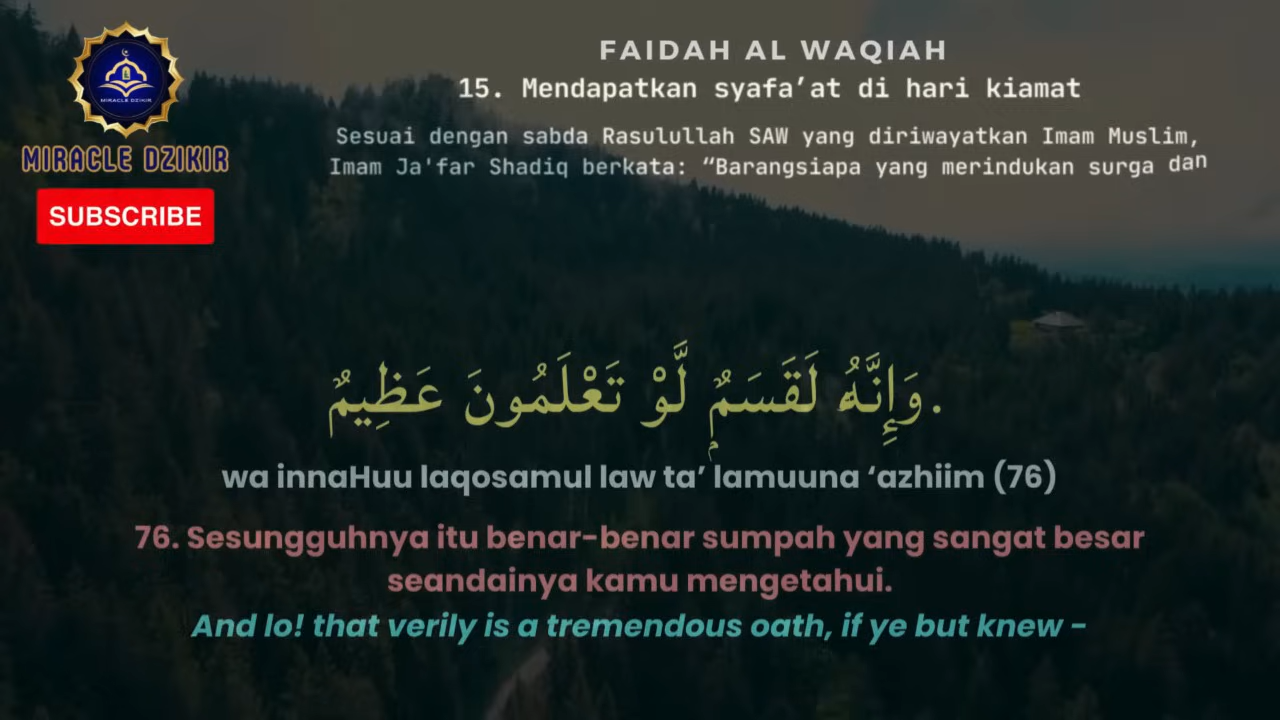 MIRACLE DZIKIR
MIRACLE DZIKIR
SUBSCRIBE
FAIDAH AL WAQIAH
15. Mendapatkan syafa’at di hari kiamat
Sesuai dengan sabda Rasulullah SAW yang diriwayatkan Imam Muslim,
Imam Ja'far Shadiq berkata: “Barangsiapa yang merindukan surga dan
وَإِنَّهُۥ لَقَسَمٌۭ لَّوْ تَعْلَمُونَ عَظِيمٌ.
wa innaHuu laqosamul law ta’ lamuuna ‘azhiim (76)
76. Sesungguhnya itu benar-benar sumpah yang sangat besar
seandainya kamu mengetahui.
And lo! that verily is a tremendous oath, if ye but knew -